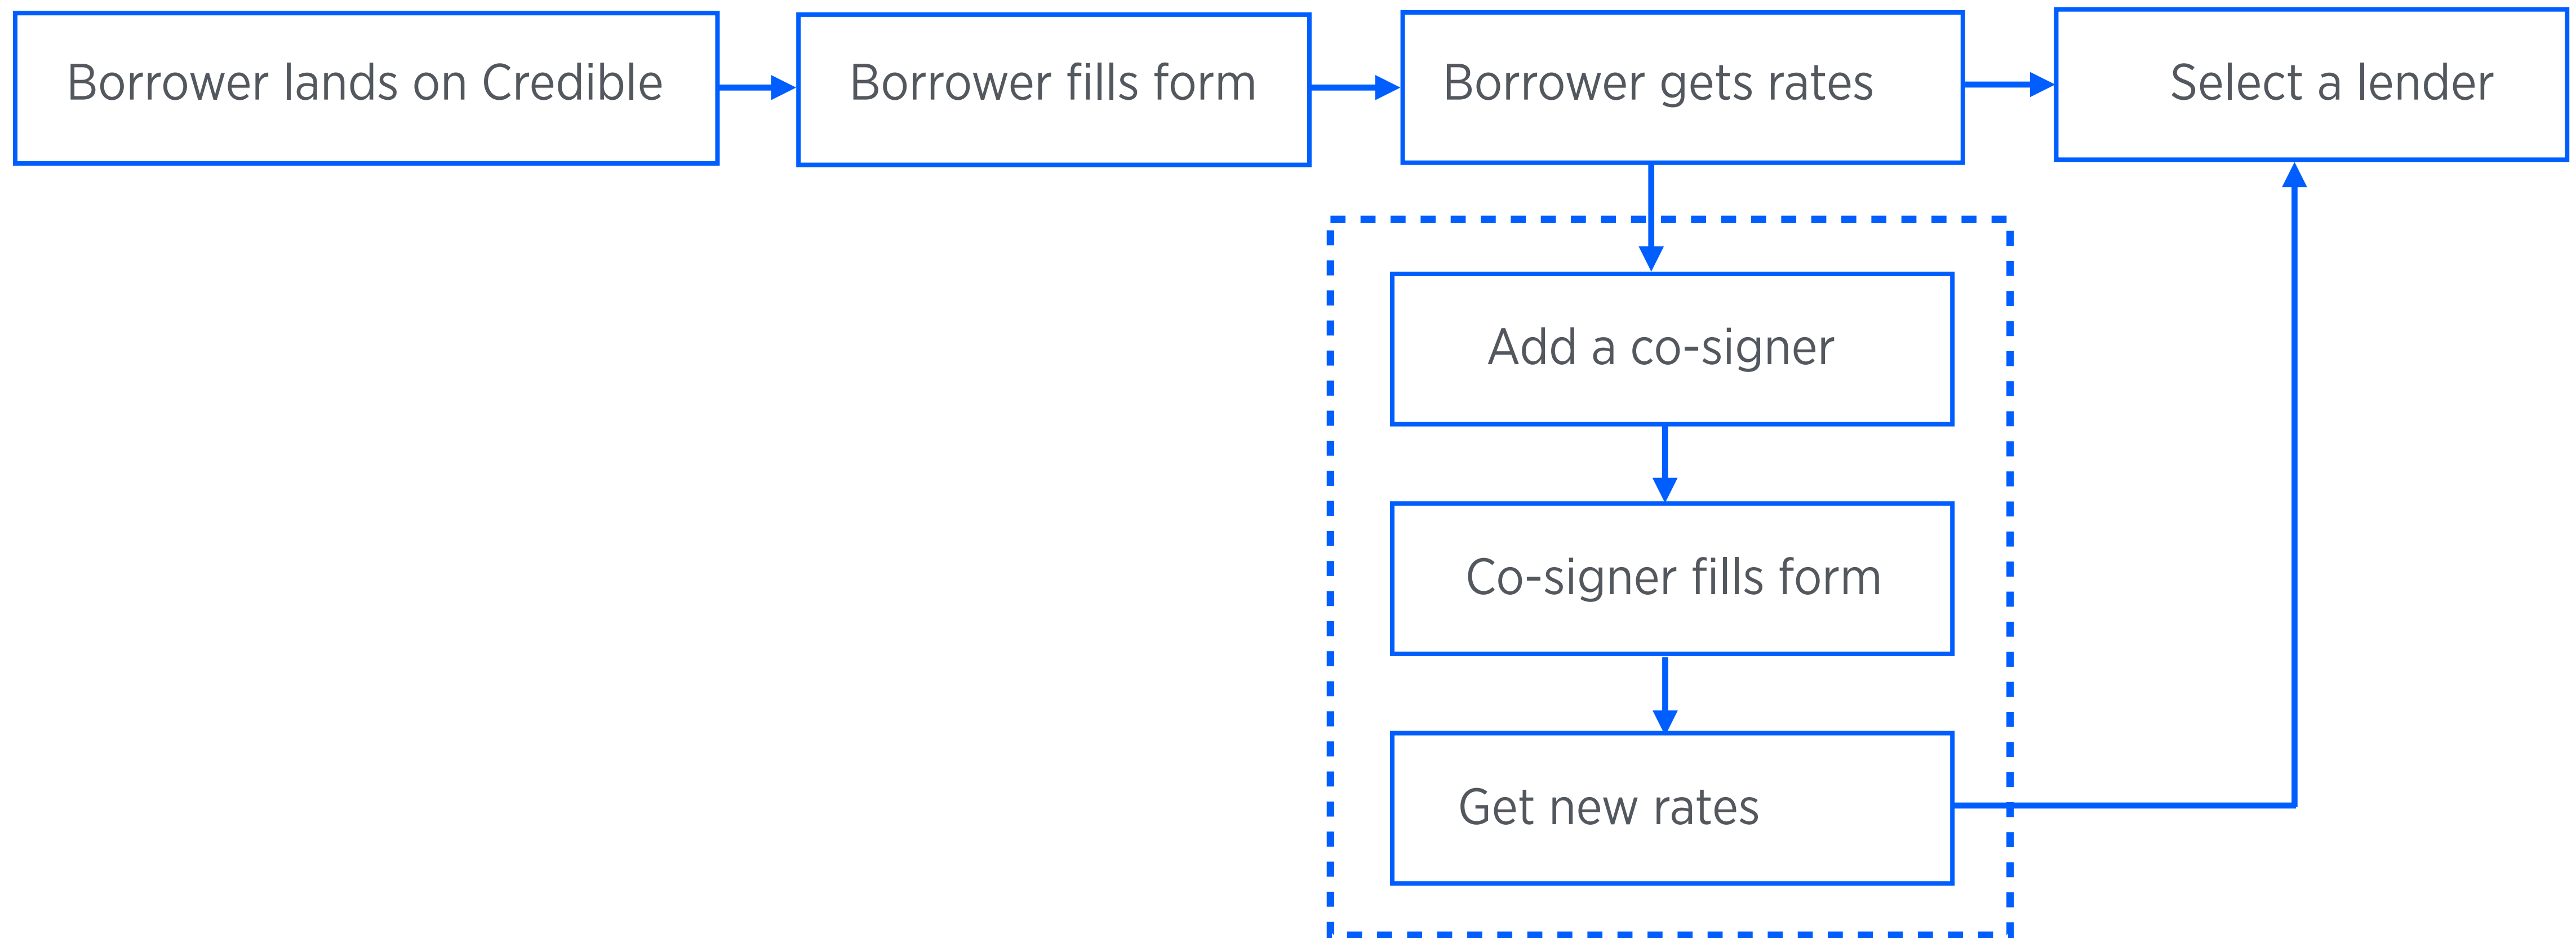 Borrower lands on Credible
Borrower fills form
Borrower gets rates
Select a lender
Add a co-signer
Co-signer fills form
Get new rates